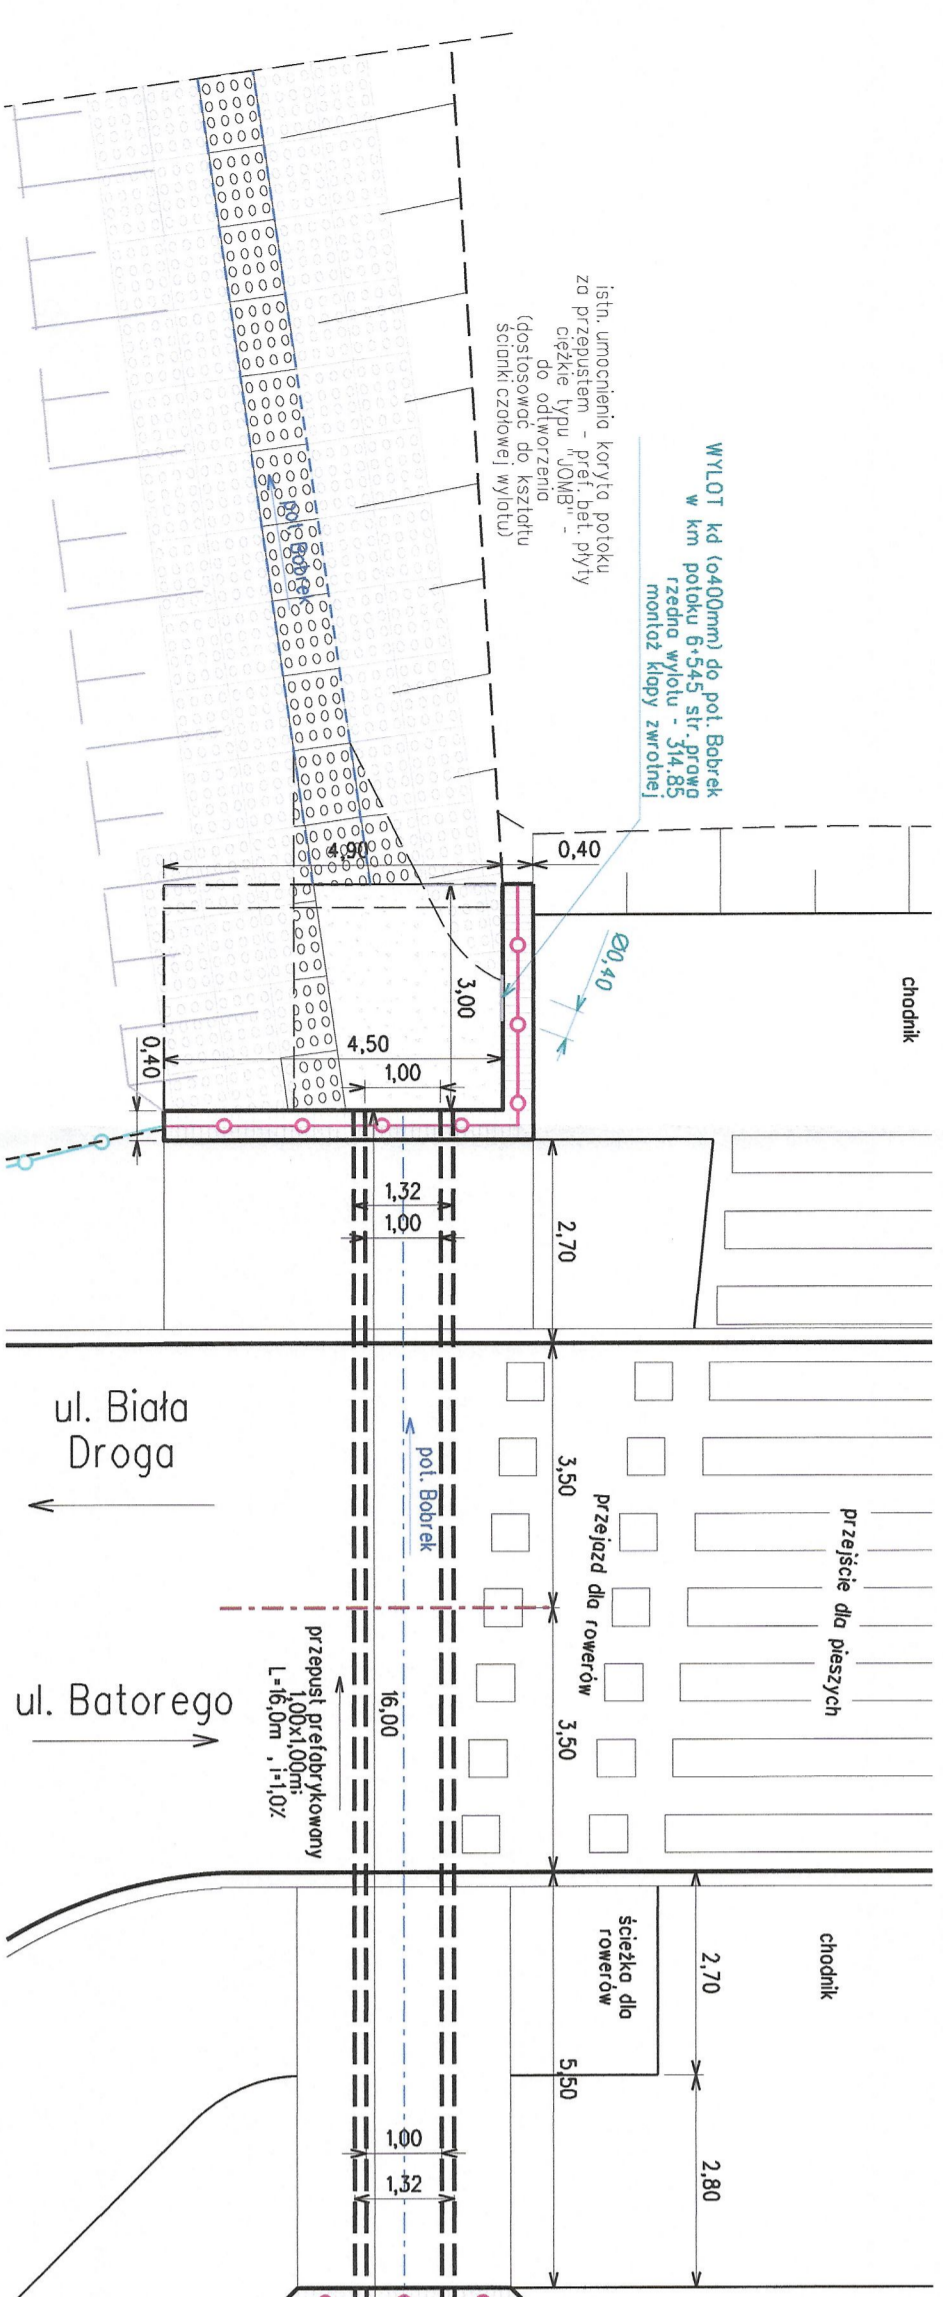 WYLOT kd (o400mm) do pot. Bobrek
w km potoku 6+545 str. prawa
rzedna wylotu - 314.85
montaż klapy zwrotnej
istn. umocnienia koryta potoku
za przepustem - pref. bet. płyty
ciężkie typu "JOMB" -
do odtworzenia
(dostosować do kształtu
ścianki czołowej wylotu)
pot. Bobrek
4,90
0,40
Ø0,40
chodnik
3,00
4,50
1,00
0,40
1,32
1,00
2,70
ul. Biała
Droga
pot. Bobrek
3,50
przejazd dla rowerów
przejście dla pieszych
ul. Batorego
przepust prefabrykowany
1,00x1,00m;
L=16,0m , i=1,0%
16,00
3,50
ścieżka dla
rowerów
2,70
chodnik
5,50
1,00
1,32
2,80